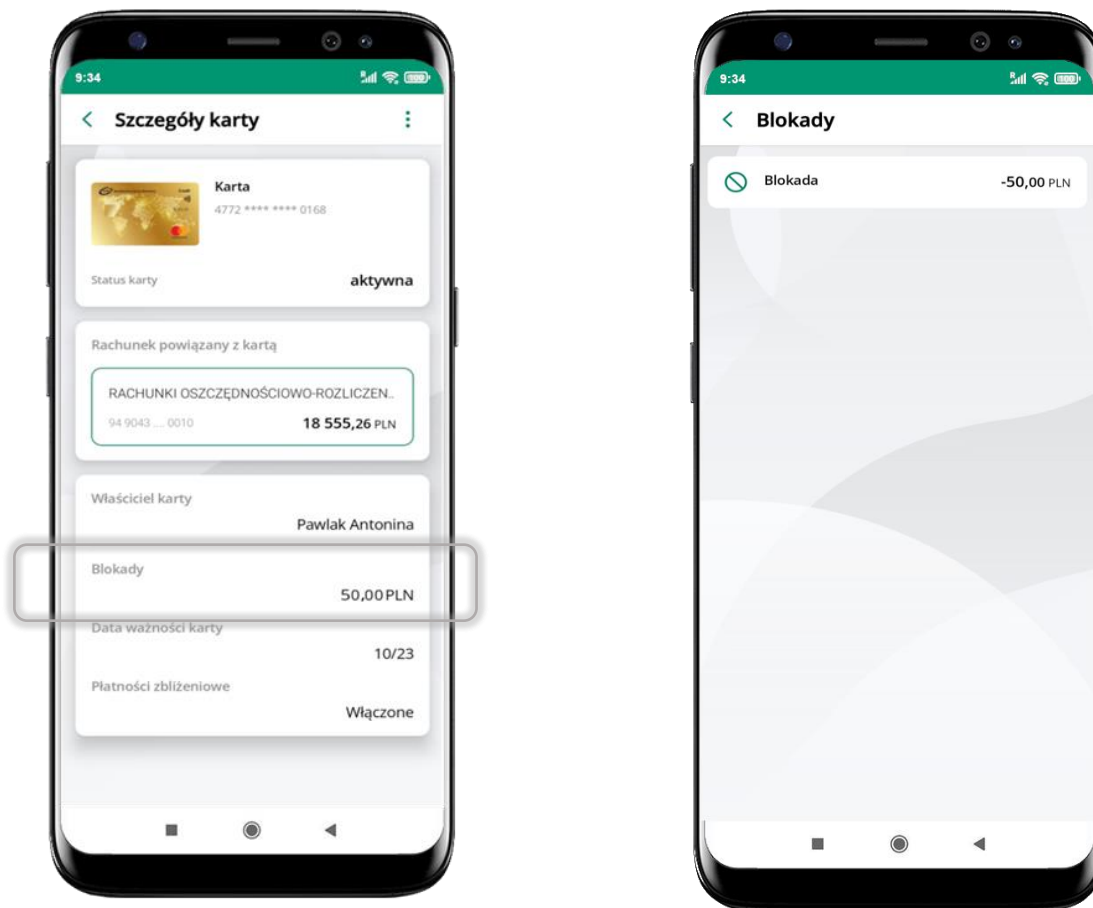 9:34
Szczegóły karty
Karta
4772 **** **** 0168
Status karty
aktywna
Rachunek powiązany z kartą
RACHUNKI OSZCZĘDNOŚCIOWO-ROZLICZEN..
94 9043 .... 0010
18 555,26 PLN
Właściciel karty
Pawlak Antonina
Blokady
50,00 PLN
Data ważności karty
10/23
Płatności zbliżeniowe
Włączone
9:34
Blokady
Blokada
-50,00 PLN